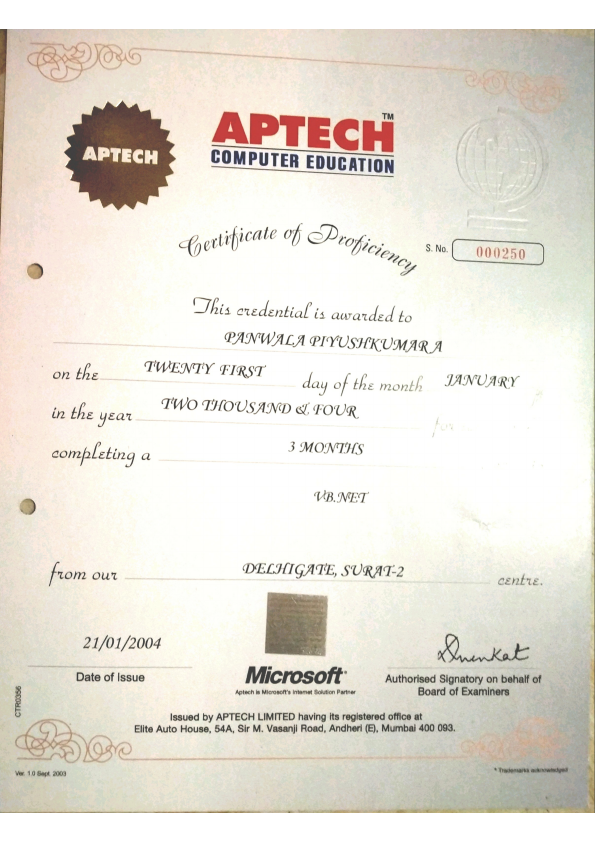 APTECH
APTECH™
COMPUTER EDUCATION
Certificate of Proficiency
S. No. 000250
This credential is awarded to
PANWALA PIYUSHKUMAR A
on the TWENTY FIRST day of the month JANUARY
in the year TWO THOUSAND & FOUR for
completing a 3 MONTHS
VB.NET
from our DELHIGATE, SURAT-2 centre.
21/01/2004
Date of Issue
Microsoft
Aptech is Microsoft's Internet Solution Partner
Authorised Signatory on behalf of
Board of Examiners
CTR0356
Issued by APTECH LIMITED having its registered office at
Elite Auto House, 54A, Sir M. Vasanji Road, Andheri (E), Mumbai 400 093.
Ver. 1.0 Sept. 2003
* Trademarks acknowledged